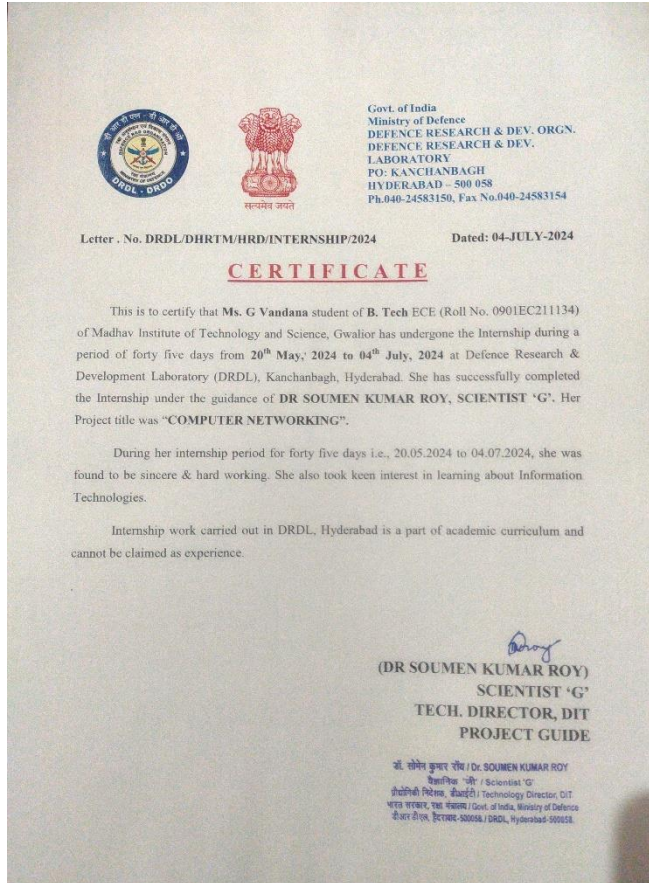 डी आर डी एल - डी आर डी ओ
DRDL - DRDO
सत्यमेव जयते
Govt. of India
Ministry of Defence
DEFENCE RESEARCH & DEV. ORGN.
DEFENCE RESEARCH & DEV.
LABORATORY
PO: KANCHANBAGH
HYDERABAD – 500 058
Ph.040-24583150, Fax No.040-24583154
Letter . No. DRDL/DHRTM/HRD/INTERNSHIP/2024 Dated: 04-JULY-2024
CERTIFICATE
This is to certify that Ms. G Vandana student of B. Tech ECE (Roll No. 0901EC211134)
of Madhav Institute of Technology and Science, Gwalior has undergone the Internship during a
period of forty five days from 20th May, 2024 to 04th July, 2024 at Defence Research &
Development Laboratory (DRDL), Kanchanbagh, Hyderabad. She has successfully completed
the Internship under the guidance of DR SOUMEN KUMAR ROY, SCIENTIST ‘G’. Her
Project title was “COMPUTER NETWORKING”.
During her internship period for forty five days i.e., 20.05.2024 to 04.07.2024, she was
found to be sincere & hard working. She also took keen interest in learning about Information
Technologies.
Internship work carried out in DRDL, Hyderabad is a part of academic curriculum and
cannot be claimed as experience.
(DR SOUMEN KUMAR ROY)
SCIENTIST ‘G’
TECH. DIRECTOR, DIT
PROJECT GUIDE
डॉ. सोमेन कुमार रॉय / Dr. SOUMEN KUMAR ROY
वैज्ञानिक 'जी' / Scientist 'G'
प्रौद्योगिकी निदेशक, डीआईटी / Technology Director, DIT
भारत सरकार, रक्षा मंत्रालय / Govt. of India, Ministry of Defence
डीआरडीएल, हैदराबाद-500058. / DRDL, Hyderabad-500058.